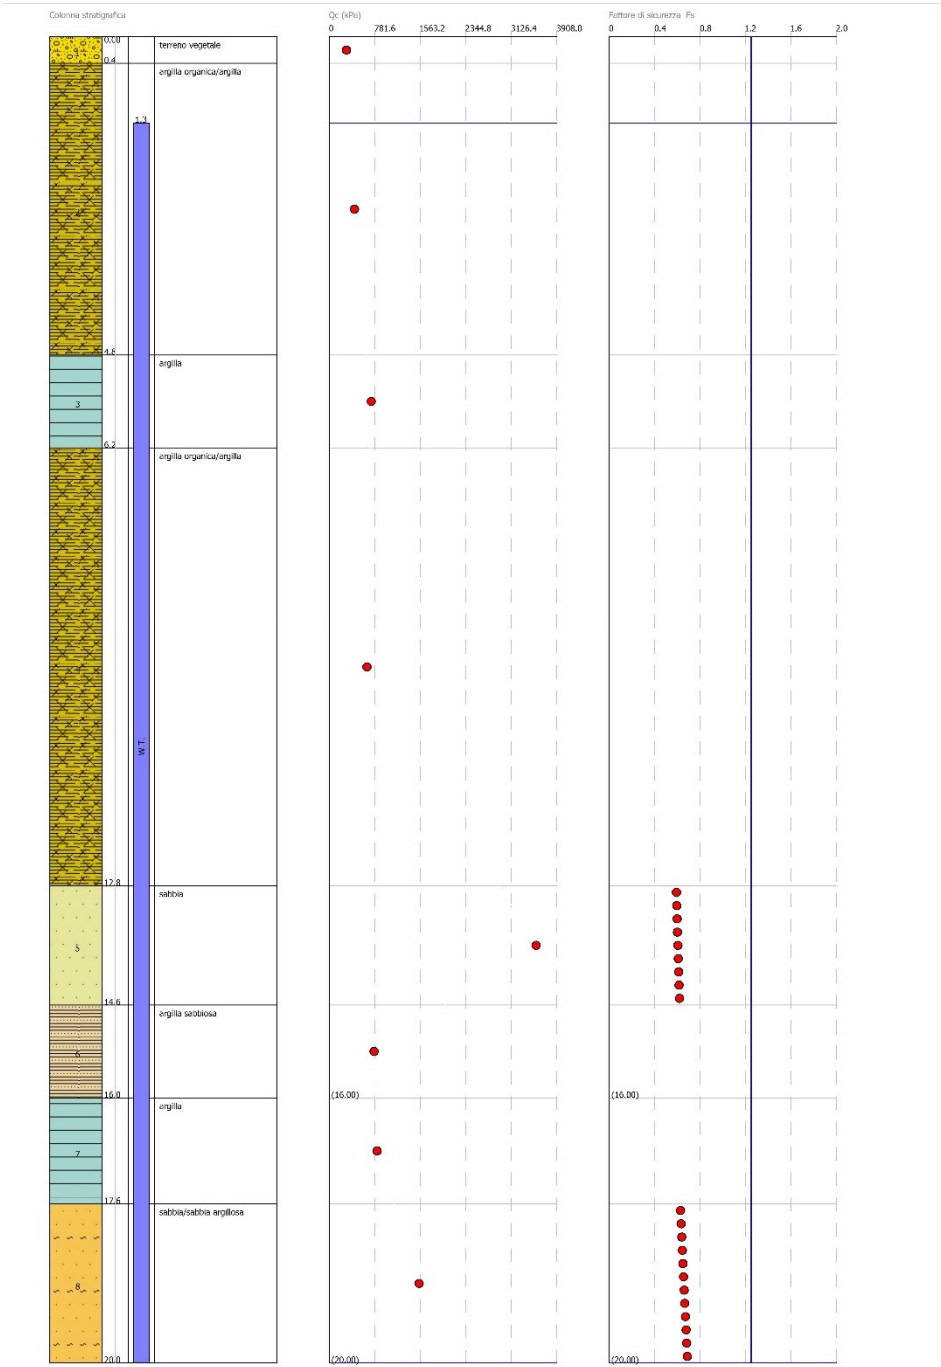 Colonna stratigrafica
Qc (kPa)
Fattore di sicurezza Fs
0 781.6 1563.2 2344.8 3126.4 3908.0
0 0.4 0.8 1.2 1.6 2.0
0.00
terreno vegetale
0.4
argilla organica/argilla
1.3
4.8
argilla
3
6.2
argilla organica/argilla
W.T.
12.8
sabbia
5
14.6
argilla sabbiosa
6
16.0 (16.00) (16.00)
argilla
7
17.6
sabbia/sabbia argillosa
8
20.0 (20.00) (20.00)